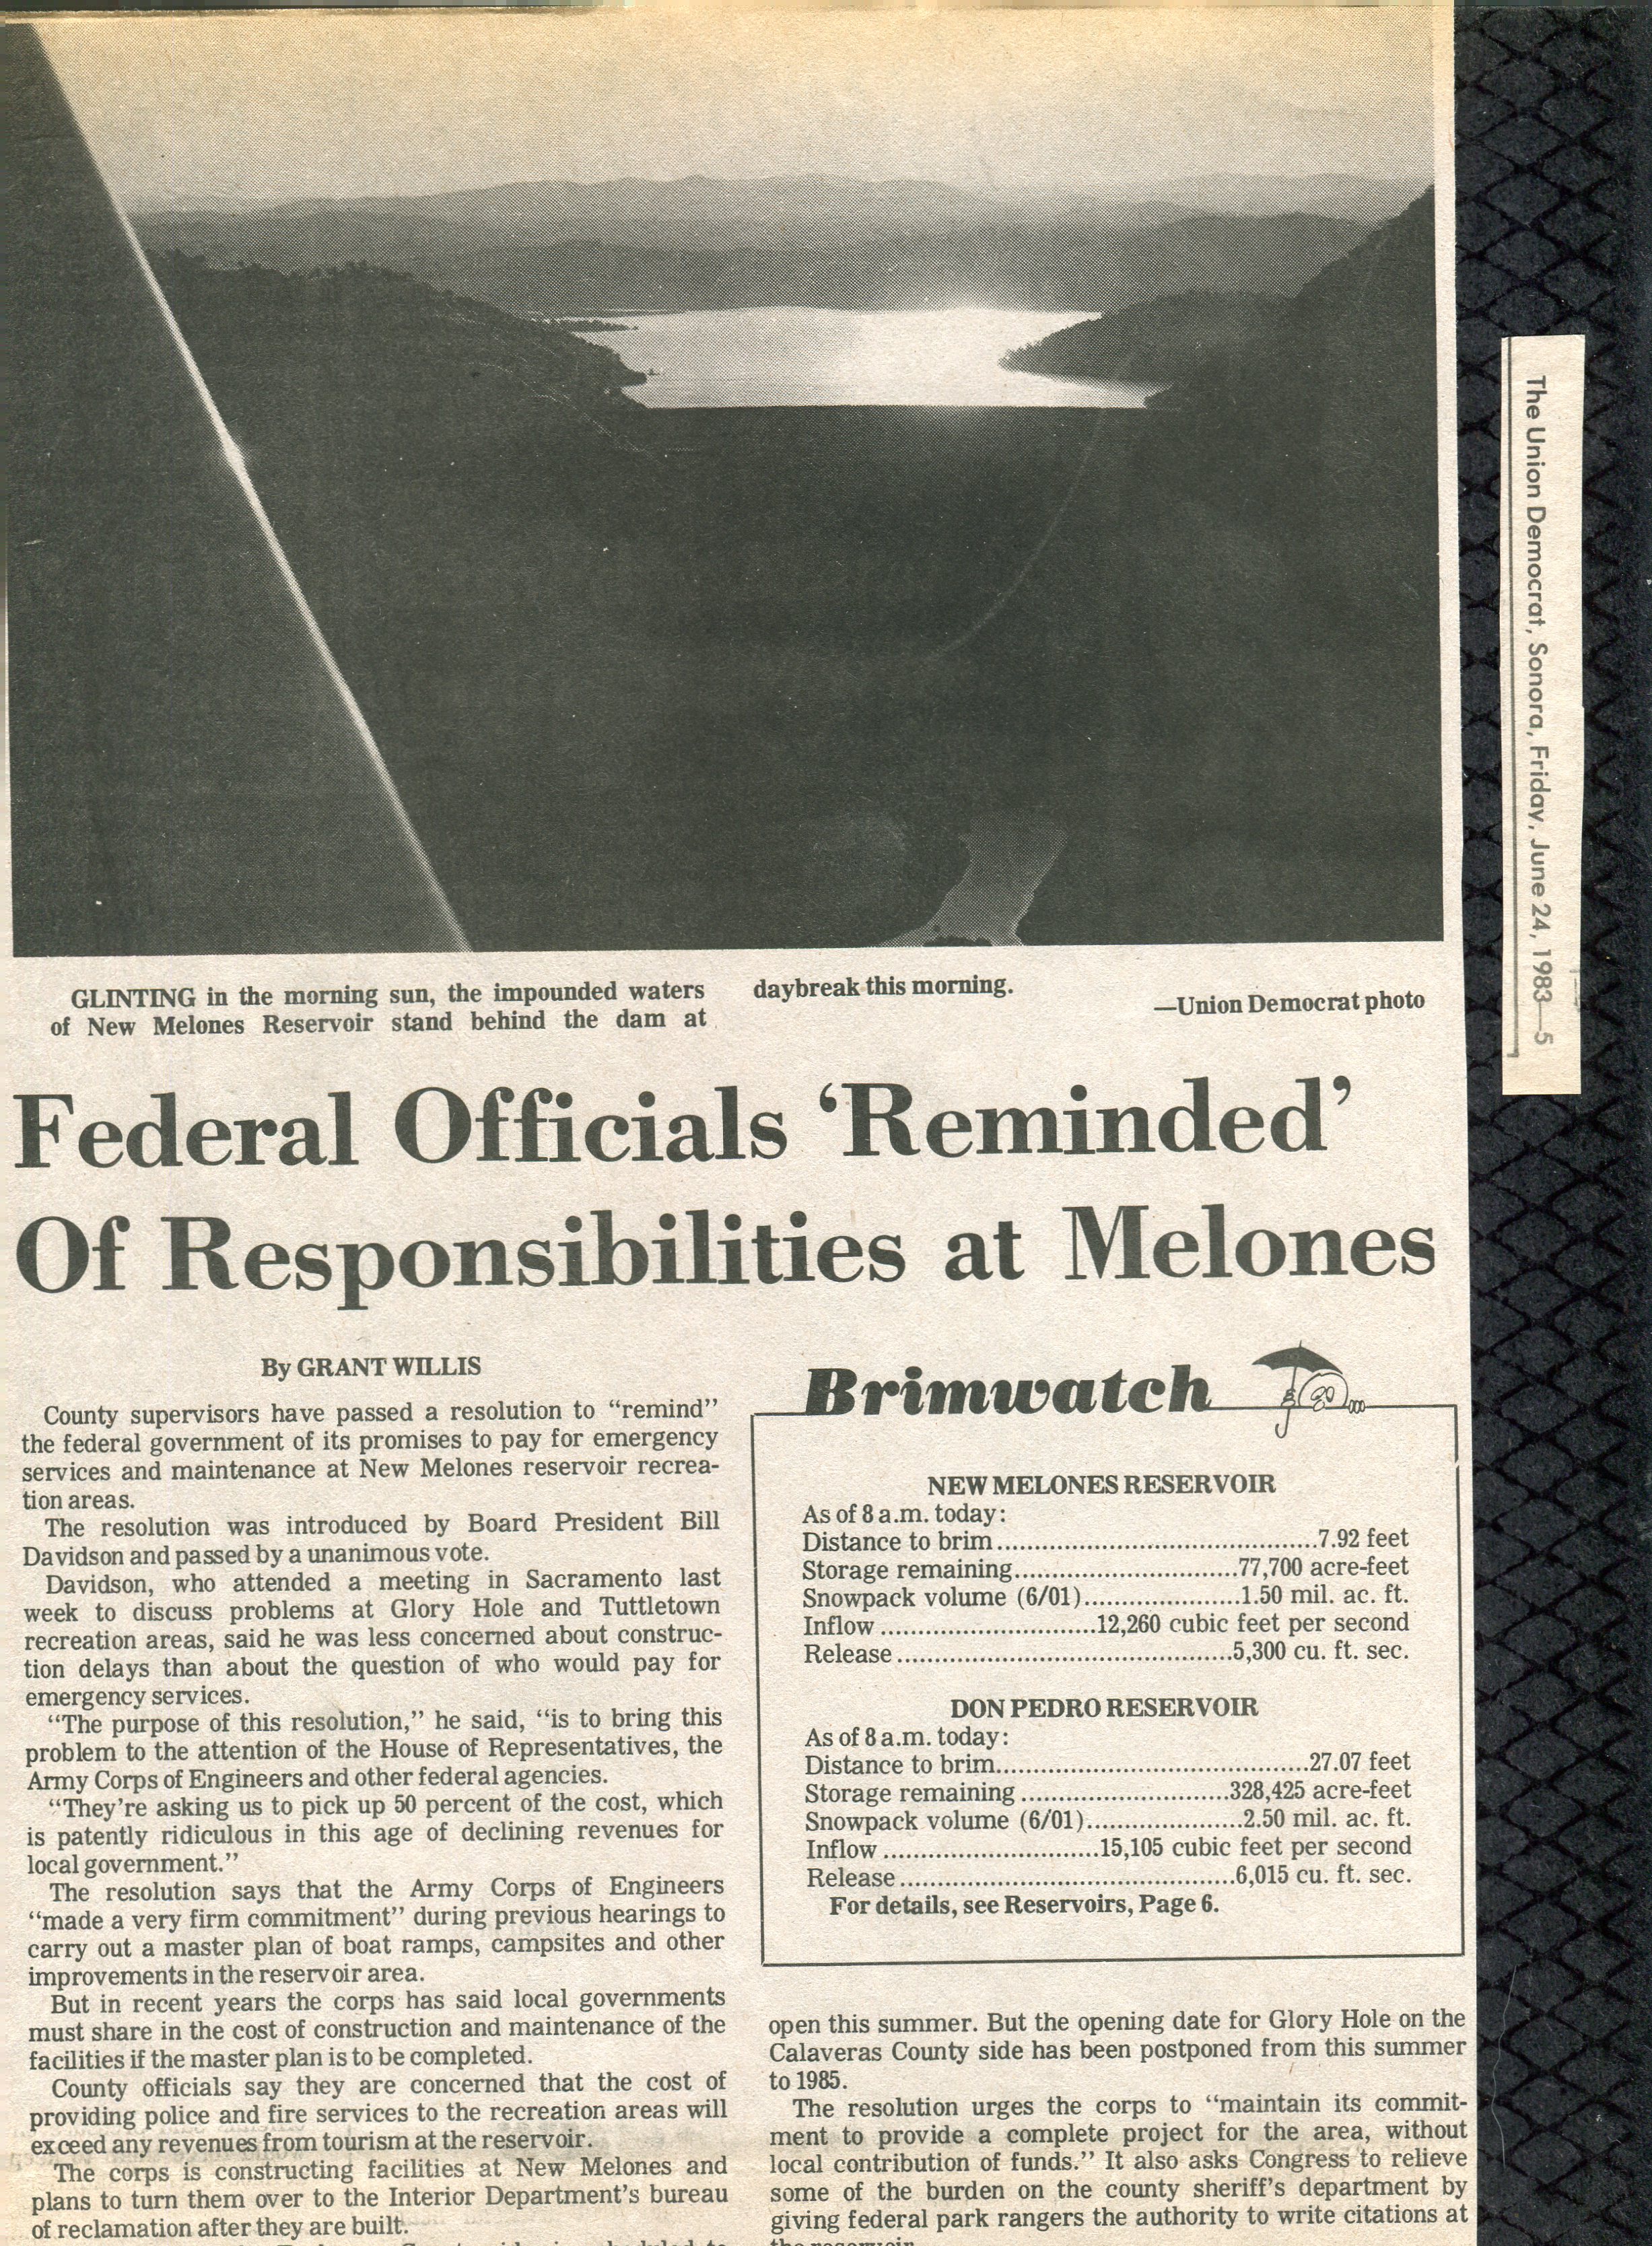 GLINTING in the morning sun, the impounded waters
of New Melones Reservoir stand behind the dam at
daybreak this morning.
—Union Democrat photo
The Union Democrat, Sonora, Friday, June 24, 1983—5
Federal Officials ‘Reminded’
Of Responsibilities at Melones
By GRANT WILLIS
County supervisors have passed a resolution to “remind”
the federal government of its promises to pay for emergency
services and maintenance at New Melones reservoir recrea-
tion areas.
The resolution was introduced by Board President Bill
Davidson and passed by a unanimous vote.
Davidson, who attended a meeting in Sacramento last
week to discuss problems at Glory Hole and Tuttletown
recreation areas, said he was less concerned about construc-
tion delays than about the question of who would pay for
emergency services.
“The purpose of this resolution,” he said, “is to bring this
problem to the attention of the House of Representatives, the
Army Corps of Engineers and other federal agencies.
“They’re asking us to pick up 50 percent of the cost, which
is patently ridiculous in this age of declining revenues for
local government.”
The resolution says that the Army Corps of Engineers
“made a very firm commitment” during previous hearings to
carry out a master plan of boat ramps, campsites and other
improvements in the reservoir area.
But in recent years the corps has said local governments
must share in the cost of construction and maintenance of the
facilities if the master plan is to be completed.
County officials say they are concerned that the cost of
providing police and fire services to the recreation areas will
exceed any revenues from tourism at the reservoir.
The corps is constructing facilities at New Melones and
plans to turn them over to the Interior Department’s bureau
of reclamation after they are built.
Brimwatch
NEW MELONES RESERVOIR
As of 8 a.m. today:
Distance to brim.......................................7.92 feet
Storage remaining...........................77,700 acre-feet
Snowpack volume (6/01)....................1.50 mil. ac. ft.
Inflow ..........................12,260 cubic feet per second
Release .........................................5,300 cu. ft. sec.
DON PEDRO RESERVOIR
As of 8 a.m. today:
Distance to brim......................................27.07 feet
Storage remaining .........................328,425 acre-feet
Snowpack volume (6/01)....................2.50 mil. ac. ft.
Inflow ..........................15,105 cubic feet per second
Release .........................................6,015 cu. ft. sec.
For details, see Reservoirs, Page 6.
open this summer. But the opening date for Glory Hole on the
Calaveras County side has been postponed from this summer
to 1985.
The resolution urges the corps to “maintain its commit-
ment to provide a complete project for the area, without
local contribution of funds.” It also asks Congress to relieve
some of the burden on the county sheriff’s department by
giving federal park rangers the authority to write citations at